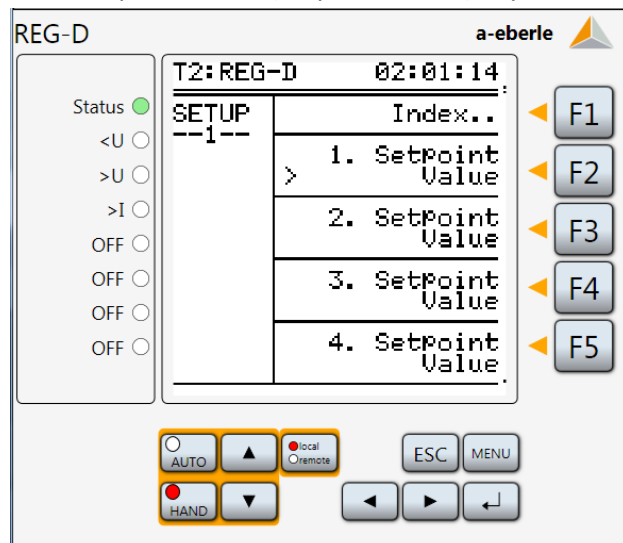 REG-D
a-eberle
T2:REG-D 02:01:14
SETUP
--1--
Index..
F1
> 1. Setpoint
Value
F2
2. Setpoint
Value
F3
3. Setpoint
Value
F4
4. Setpoint
Value
F5
Status
<U
>U
>I
OFF
OFF
OFF
OFF
AUTO
local
remote
ESC
MENU
HAND